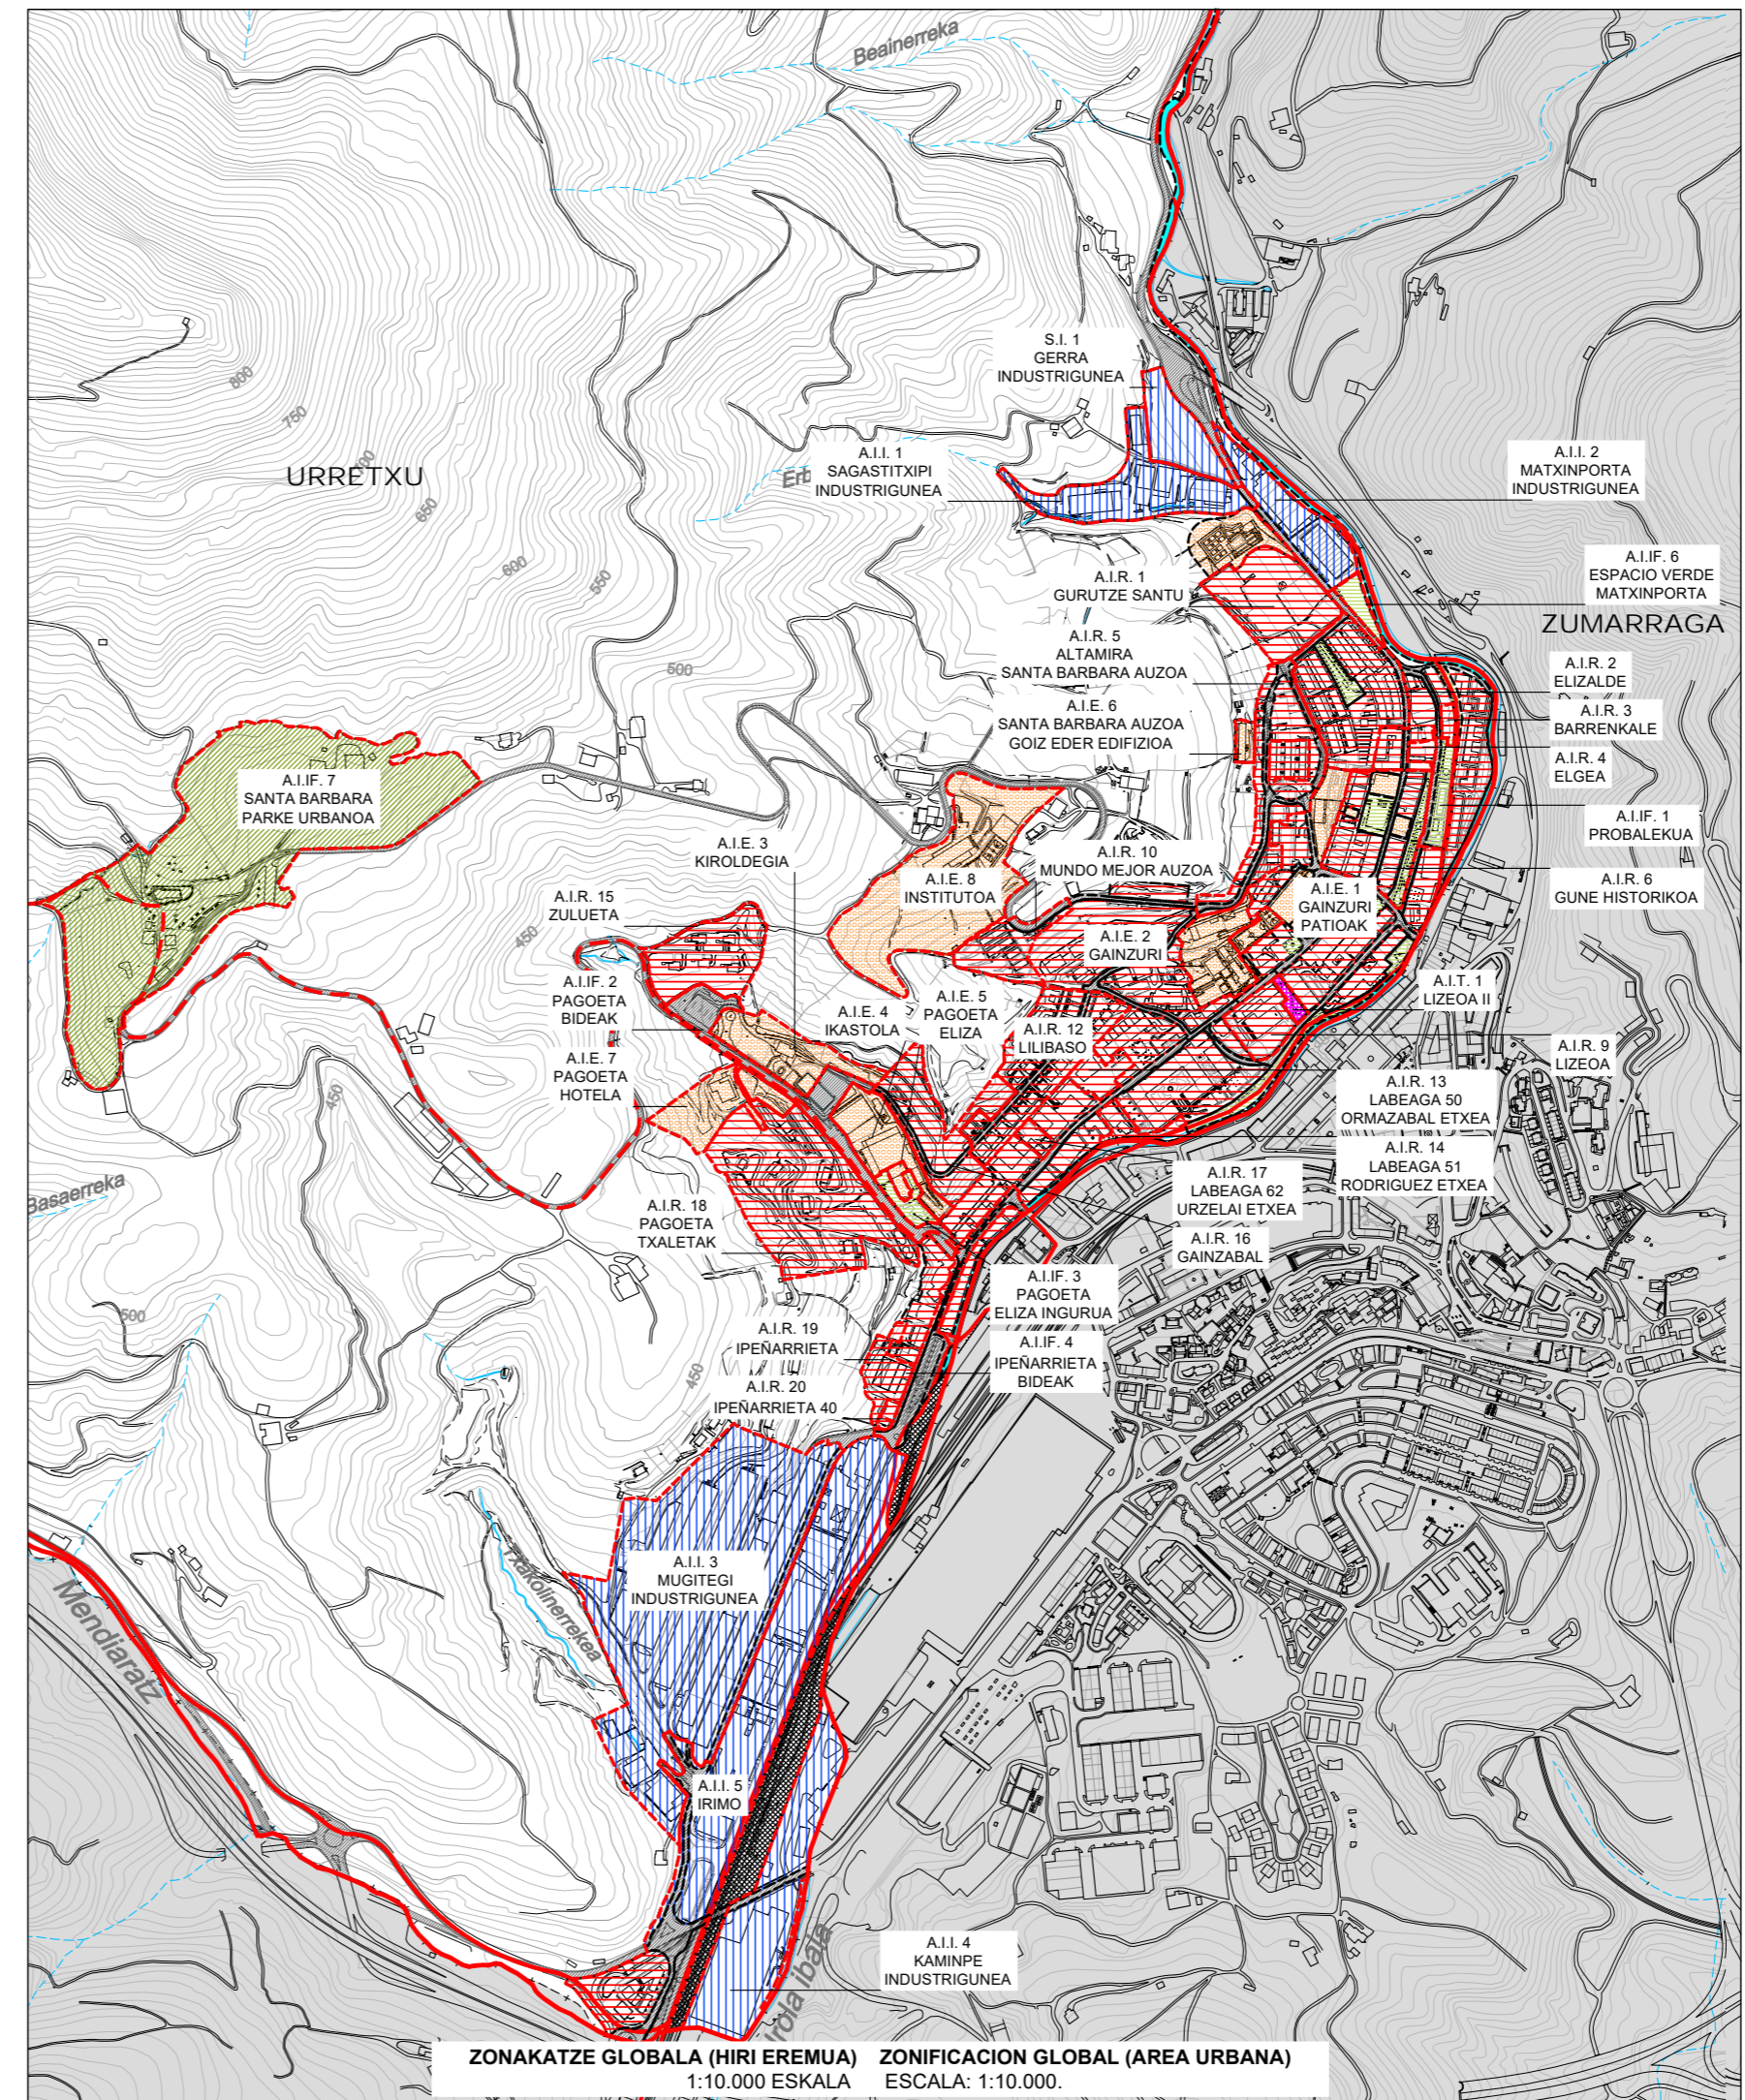 Beainerreka
S.I. 1
GERRA
INDUSTRIGUNEA
800
750
URRETXU
650
600
550
A.I.I. 1
SAGASTITXIPI
INDUSTRIGUNEA
A.I.I. 2
MATXINPORTA
INDUSTRIGUNEA
A.I.IF. 6
ESPACIO VERDE
MATXINPORTA
ZUMARRAGA
A.I.R. 1
GURUTZE SANTU
A.I.R. 5
ALTAMIRA
SANTA BARBARA AUZOA
500
A.I.E. 6
SANTA BARBARA AUZOA
GOIZ EDER EDIFIZIOA
A.I.R. 2
ELIZALDE
A.I.R. 3
BARRENKALE
A.I.R. 4
ELGEA
A.I.IF. 7
SANTA BARBARA
PARKE URBANOA
A.I.IF. 1
PROBALEKUA
A.I.E. 3
KIROLDEGIA
A.I.R. 10
MUNDO MEJOR AUZOA
A.I.E. 8
INSTITUTOA
A.I.E. 1
GAINZURI
PATIOAK
A.I.R. 6
GUNE HISTORIKOA
A.I.R. 15
ZULUETA
450
A.I.E. 2
GAINZURI
A.I.IF. 2
PAGOETA
BIDEAK
A.I.E. 4
IKASTOLA
A.I.E. 5
PAGOETA
ELIZA
A.I.R. 12
LILIBASO
A.I.T. 1
LIZEOA II
A.I.R. 9
LIZEOA
A.I.E. 7
PAGOETA
HOTELA
450
A.I.R. 13
LABEAGA 50
ORMAZABAL ETXEA
A.I.R. 14
LABEAGA 51
RODRIGUEZ ETXEA
A.I.R. 17
LABEAGA 62
URZELAI ETXEA
Basaerreka
A.I.R. 18
PAGOETA
TXALETAK
A.I.R. 16
GAINZABAL
A.I.IF. 3
PAGOETA
ELIZA INGURUA
500
A.I.R. 19
IPEÑARRIETA
A.I.IF. 4
IPEÑARRIETA
BIDEAK
450
A.I.R. 20
IPEÑARRIETA 40
A.I.I. 3
MUGITEGI
INDUSTRIGUNEA
Txakolinerrekea
Mendiaratz
A.I.I. 5
IRIMO
A.I.I. 4
KAMINPE
INDUSTRIGUNEA
ibaia
ZONAKATZE GLOBALA (HIRI EREMUA) ZONIFICACION GLOBAL (AREA URBANA)
1:10.000 ESKALA ESCALA: 1:10.000.